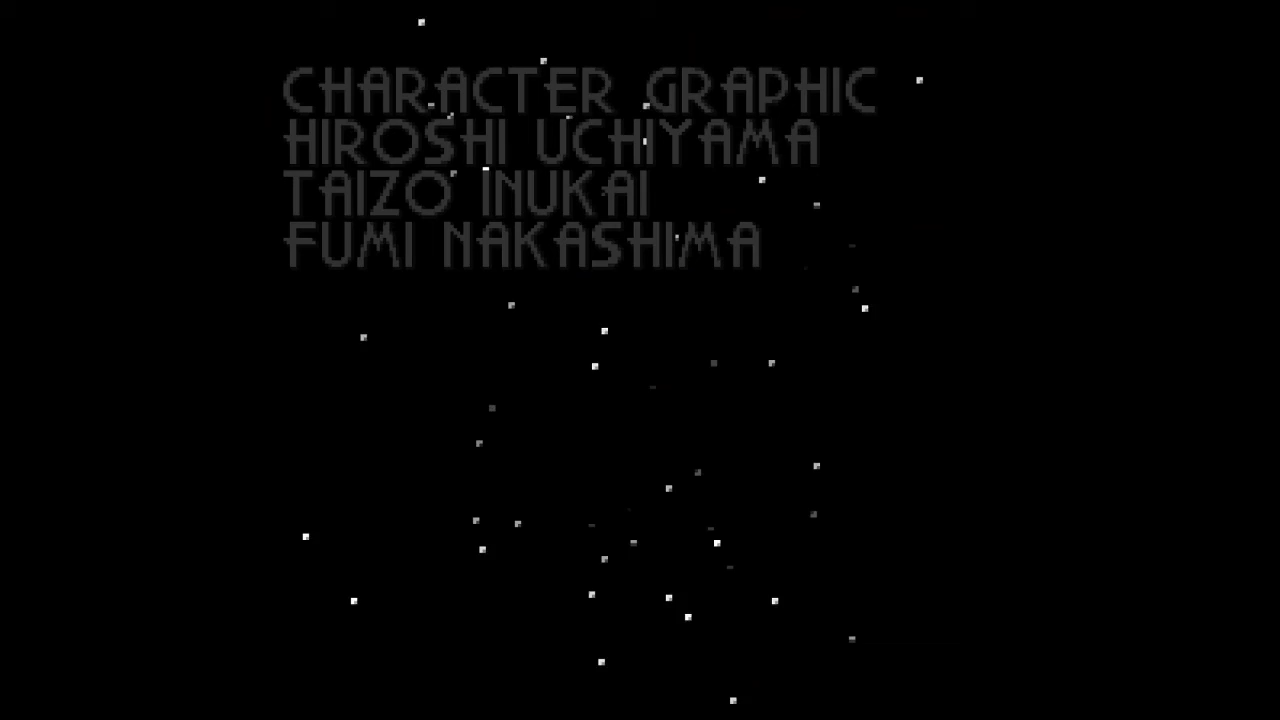 CHARACTER GRAPHIC
HIROSHI UCHIYAMA
TAIZO INUKAI
FUMI NAKASHIMA